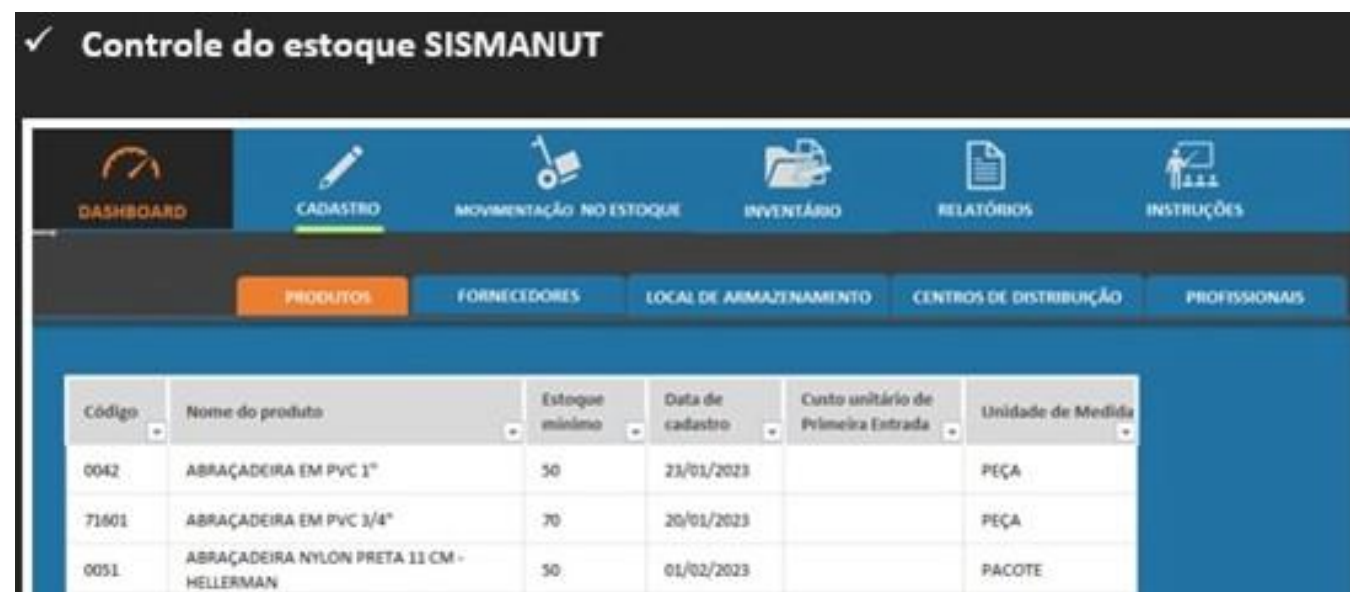 ✓ Controle do estoque SISMANUT
DASHBOARD CADASTRO MOVIMENTAÇÃO NO ESTOQUE INVENTÁRIO RELATÓRIOS INSTRUÇÕES
PRODUTOS FORNECEDORES LOCAL DE ARMAZENAMENTO CENTROS DE DISTRIBUIÇÃO PROFISSIONAIS
Código Nome do produto Estoque mínimo Data de cadastro Custo unitário de Primeira Entrada Unidade de Medida
0042 ABRAÇADEIRA EM PVC 1" 50 23/01/2023 PEÇA
71601 ABRAÇADEIRA EM PVC 3/4" 70 20/01/2023 PEÇA
0051 ABRAÇADEIRA NYLON PRETA 11 CM - HELLERMAN 50 01/02/2023 PACOTE